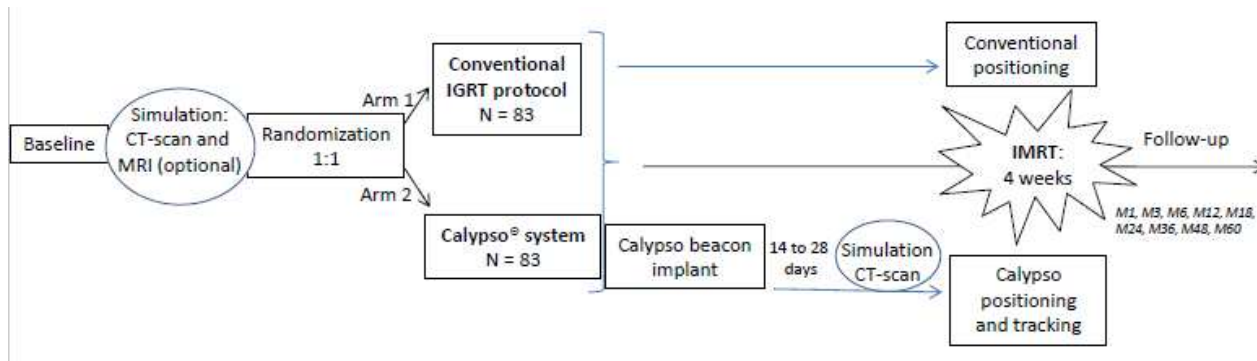 Baseline
Simulation:
CT-scan and
MRI (optional)
Randomization
1:1
Arm 1
Arm 2
Conventional
IGRT protocol
N = 83
Calypso® system
N = 83
Calypso beacon
implant
14 to 28
days
Simulation
CT-scan
Conventional
positioning
IMRT:
4 weeks
Calypso
positioning
and tracking
Follow-up
M1, M3, M6, M12, M18,
M24, M36, M48, M60